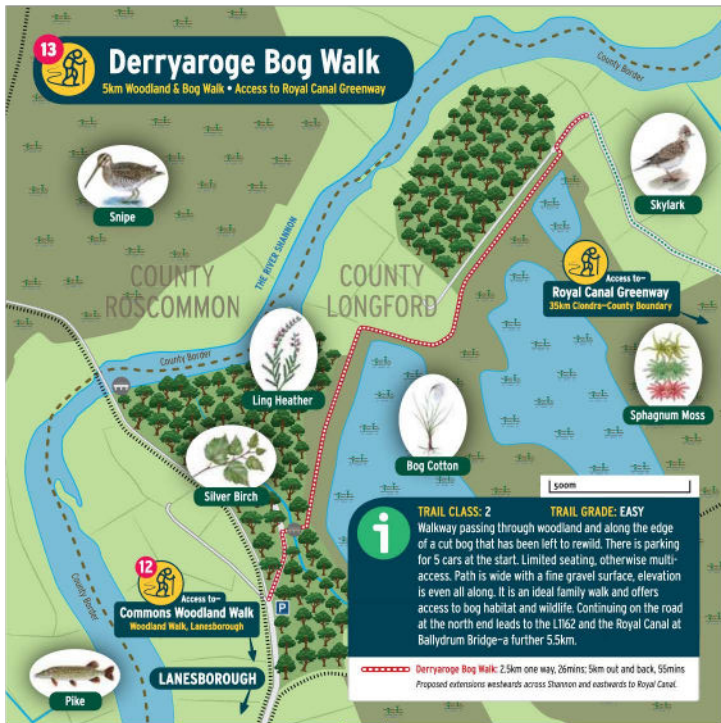 13
Derryaroge Bog Walk
5km Woodland & Bog Walk • Access to Royal Canal Greenway
County Border
Snipe
Skylark
THE RIVER SHANNON
COUNTY
ROSCOMMON
COUNTY
LONGFORD
Access to–
Royal Canal Greenway
35km Clondra–County Boundary
County Border
Ling Heather
Sphagnum Moss
Bog Cotton
Silver Birch
500m
TRAIL CLASS: 2 TRAIL GRADE: EASY
Walkway passing through woodland and along the edge
of a cut bog that has been left to rewild. There is parking
for 5 cars at the start. Limited seating, otherwise multi-
access. Path is wide with a fine gravel surface, elevation
is even all along. It is an ideal family walk and offers
access to bog habitat and wildlife. Continuing on the road
at the north end leads to the L1162 and the Royal Canal at
Ballydrum Bridge–a further 5.5km.
Derryaroge Bog Walk: 2.5km one way, 26mins; 5km out and back, 55mins
Proposed extensions westwards across Shannon and eastwards to Royal Canal.
12
Access to–
Commons Woodland Walk
Woodland Walk, Lanesborough
P
County Border
LANESBOROUGH
Pike